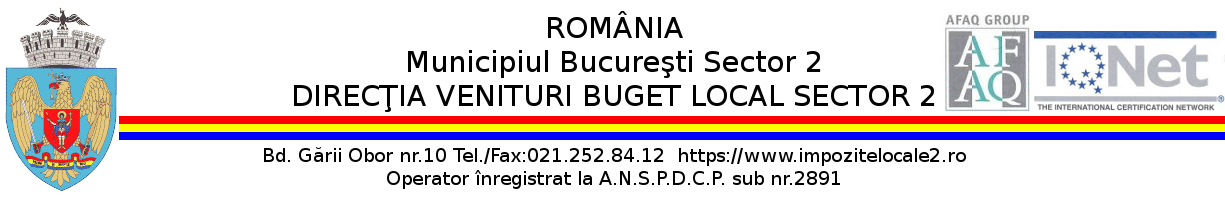 ROMÂNIA
Municipiul Bucureşti Sector 2
DIRECŢIA VENITURI BUGET LOCAL SECTOR 2
Bd. Gării Obor nr.10 Tel./Fax:021.252.84.12 https://www.impozitelocale2.ro
Operator înregistrat la A.N.S.P.D.C.P. sub nr.2891
AFAQ GROUP
AF
AQ
IQNet
®
THE INTERNATIONAL CERTIFICATION NETWORK